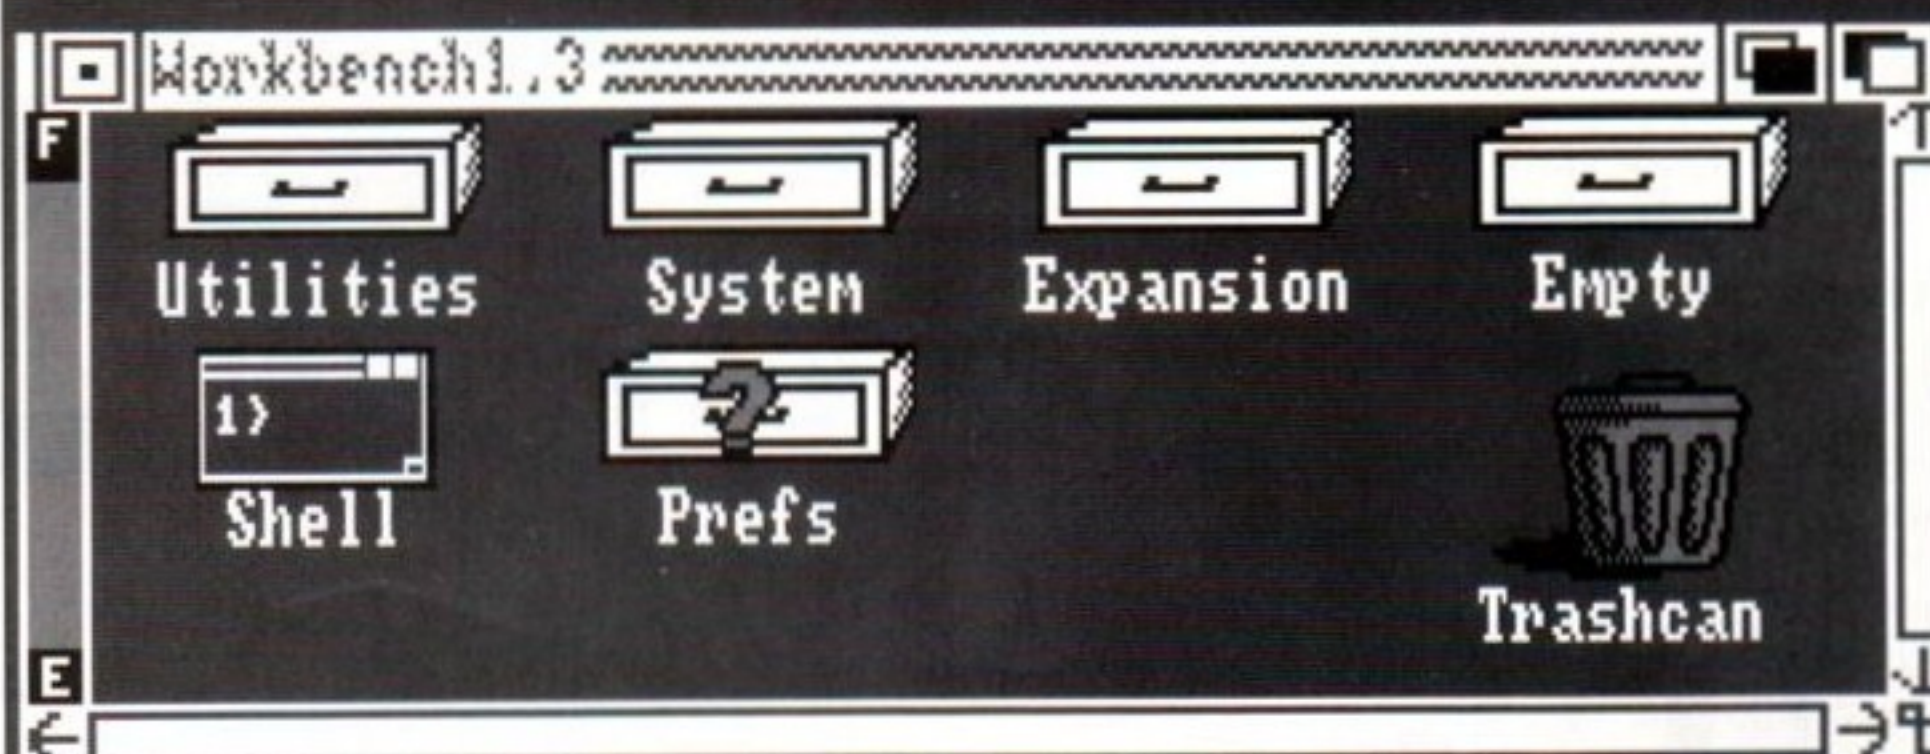 Workbench1.3
F
Utilities System Expansion Empty
1>
Shell Prefs
Trashcan
E